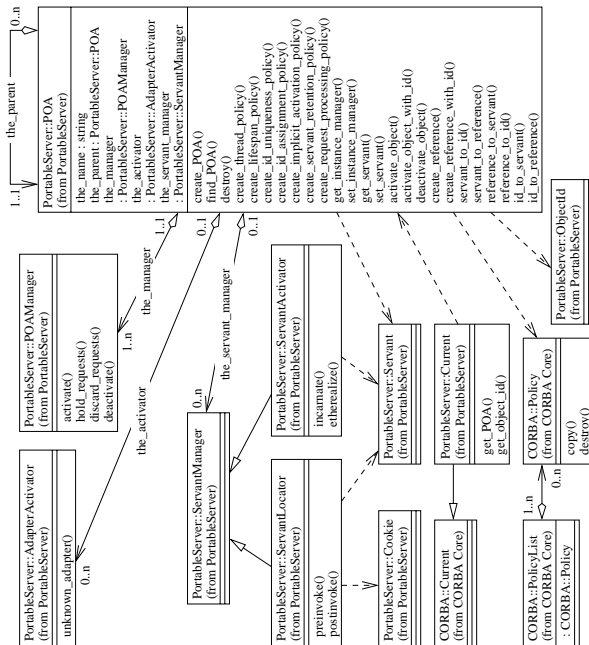 0..n
the_parent
1..1
PortableServer::POA
(from PortableServer)
the_name : string
the_parent : PortableServer::POA
the_manager
: PortableServer::POAManager
the_activator
: PortableServer::AdapterActivator
the_servant_manager
: PortableServer::ServantManager
create_POA()
find_POA()
destroy()
create_thread_policy()
create_lifespan_policy()
create_id_uniqueness_policy()
create_id_assignment_policy()
create_implicit_activation_policy()
create_servant_retention_policy()
create_request_processing_policy()
get_instance_manager()
set_instance_manager()
get_servant()
set_servant()
activate_object()
activate_object_with_id()
deactivate_object()
create_reference()
create_reference_with_id()
servant_to_id()
servant_to_reference()
reference_to_servant()
reference_to_id()
id_to_servant()
id_to_reference()
1..1
0..1
0..1
the_manager
1..n
the_activator
0..n
the_servant_manager
0..n
PortableServer::POAManager
(from PortableServer)
activate()
hold_requests()
discard_requests()
deactivate()
PortableServer::AdapterActivator
(from PortableServer)
unknown_adapter()
PortableServer::ServantManager
(from PortableServer)
PortableServer::ServantActivator
(from PortableServer)
incarnate()
etherealize()
PortableServer::ServantLocator
(from PortableServer)
preinvoke()
postinvoke()
PortableServer::Servant
(from PortableServer)
PortableServer::Cookie
(from PortableServer)
PortableServer::Current
(from PortableServer)
get_POA()
get_object_id()
CORBA::Current
(from CORBA Core)
PortableServer::ObjectId
(from PortableServer)
CORBA::Policy
(from CORBA Core)
copy()
destroy()
0..n
1..n
CORBA::PolicyList
(from CORBA Core)
: CORBA::Policy